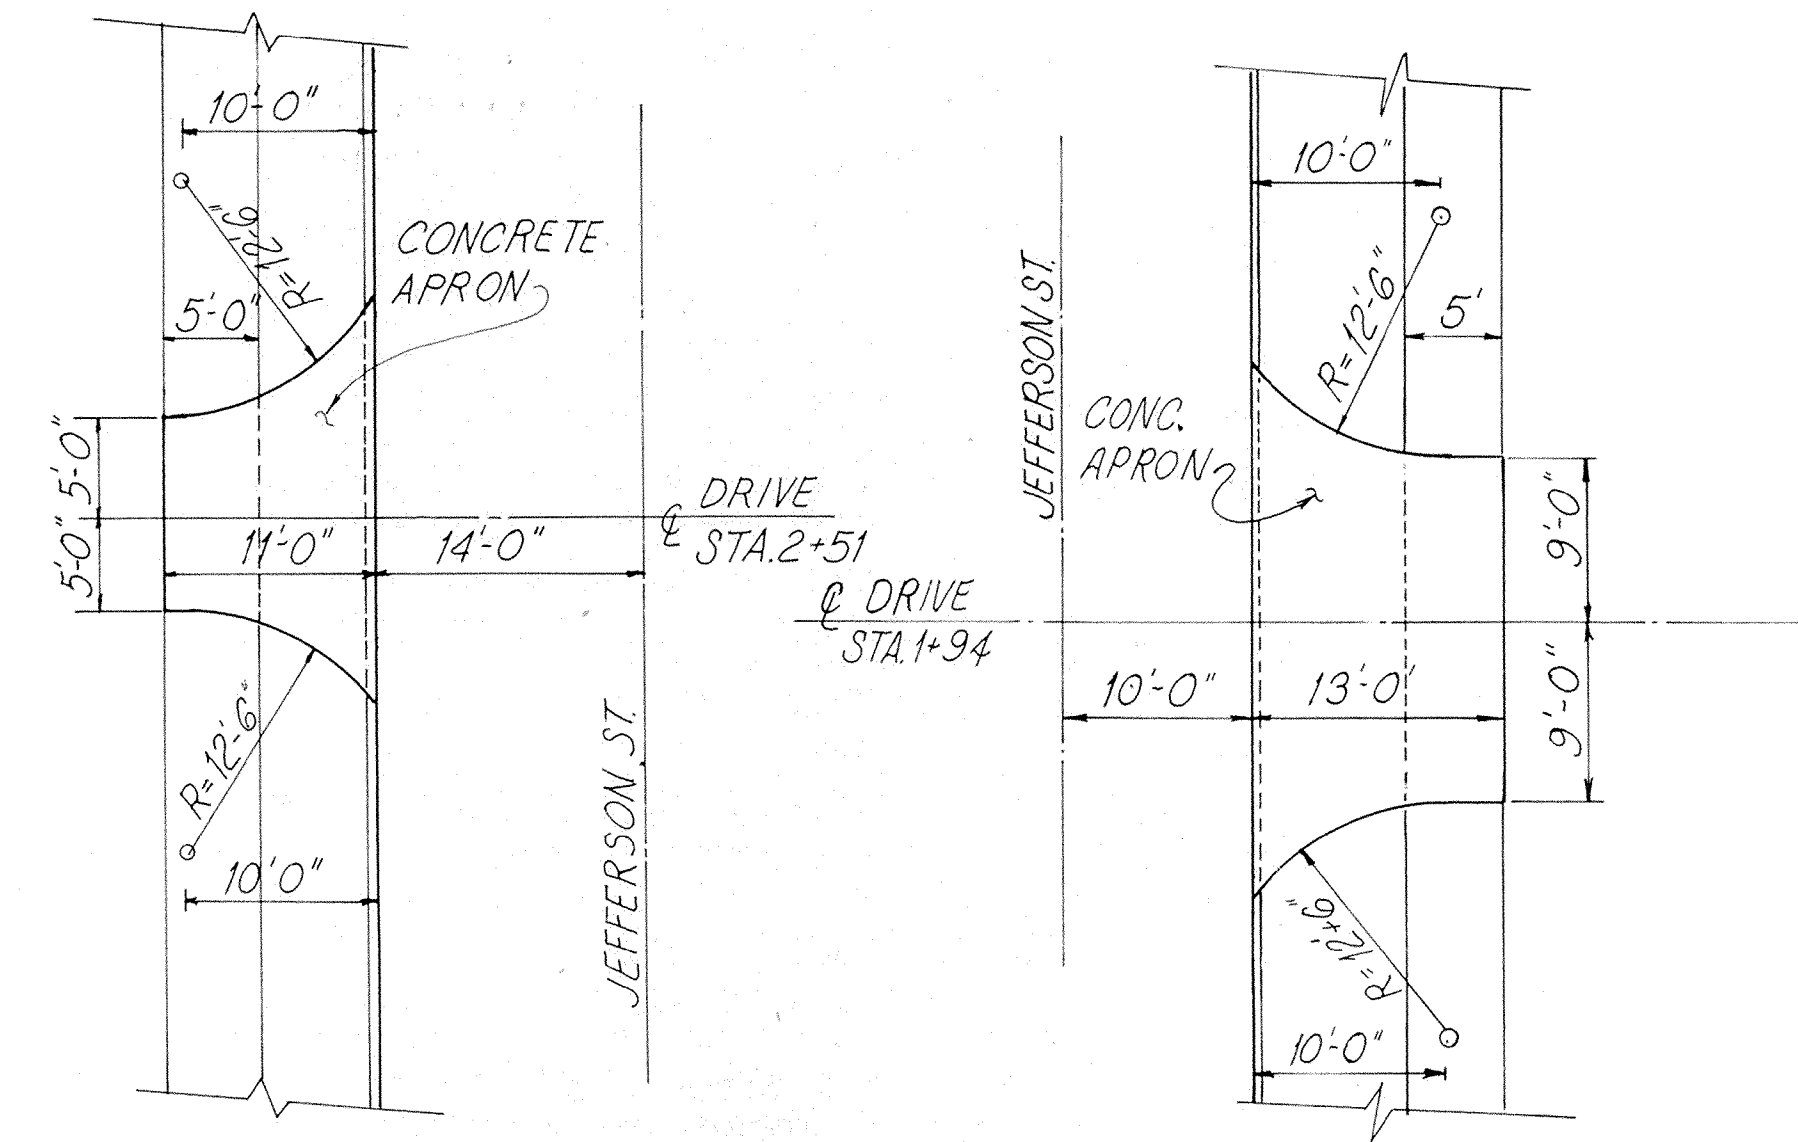 10'-0"
R=12'-6"
CONCRETE
APRON
5'-0"
5'-0"
5'-0"
11'-0"
14'-0"
℄ DRIVE
STA.2+51
R=12'-6"
10'0"
JEFFERSON ST.
10'-0"
R=12'-6"
5'
JEFFERSON ST.
CONC.
APRON
9'-0"
℄ DRIVE
STA.1+94
10'-0"
13'-0'
9'-0"
R=12'+6"
10'-0"